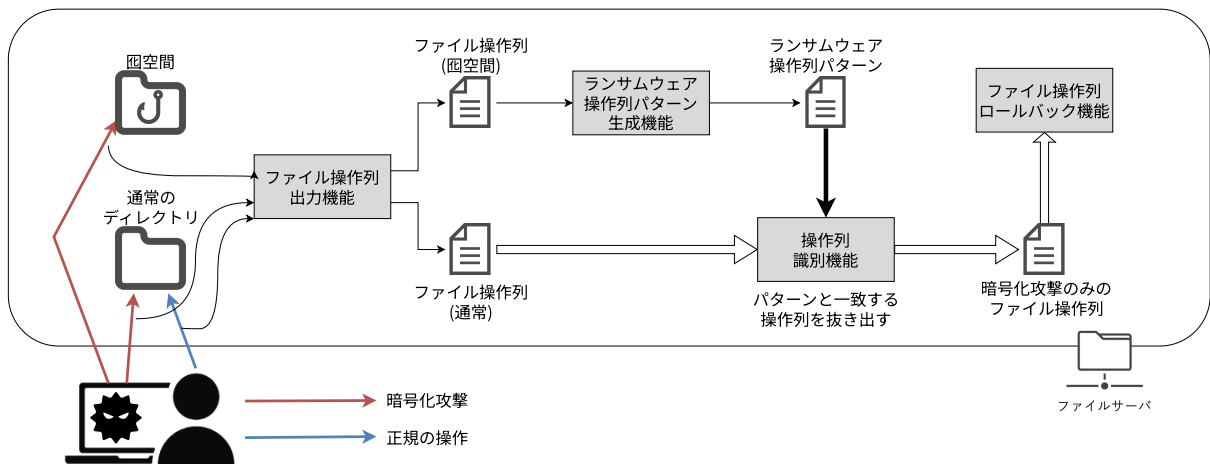 囮空間
通常の
ディレクトリ
ファイル操作列
出力機能
ファイル操作列
(囮空間)
ファイル操作列
(通常)
ランサムウェア
操作列パターン
生成機能
ランサムウェア
操作列パターン
操作列
識別機能
パターンと一致する
操作列を抜き出す
ファイル操作列
ロールバック機能
暗号化攻撃のみの
ファイル操作列
ファイルサーバ
暗号化攻撃
正規の操作